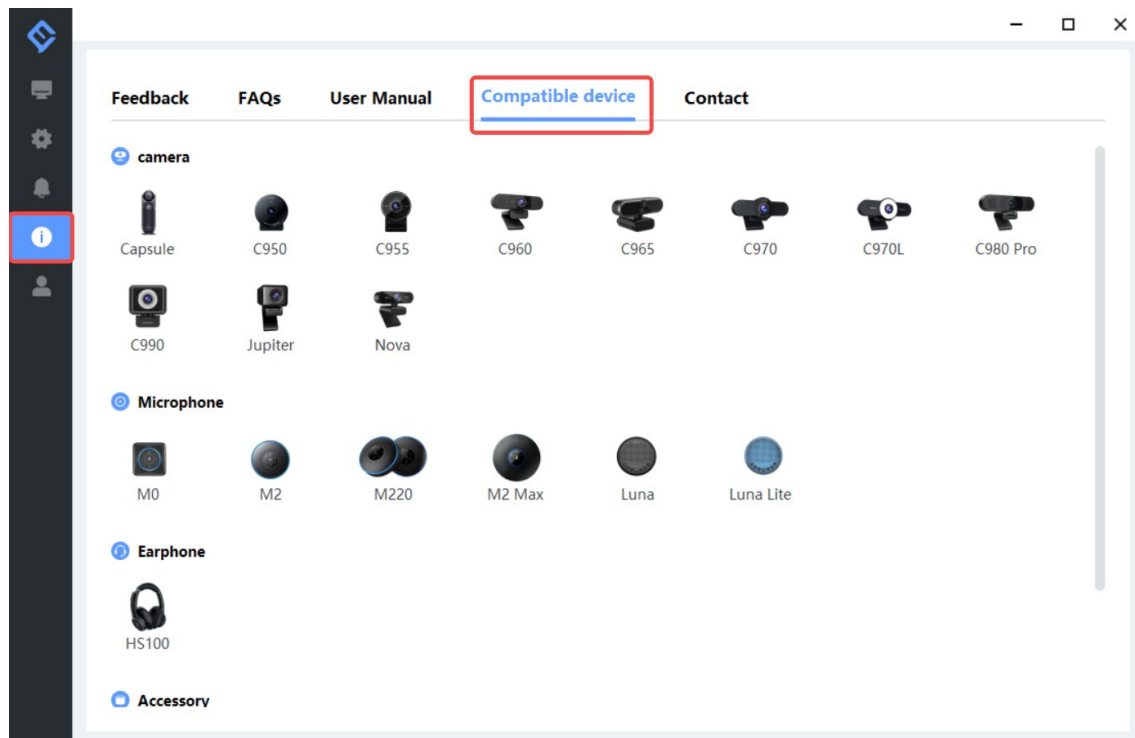 Feedback FAQs User Manual Compatible device Contact
camera
Capsule C950 C955 C960 C965 C970 C970L C980 Pro
C990 Jupiter Nova
Microphone
M0 M2 M220 M2 Max Luna Luna Lite
Earphone
HS100
Accessory